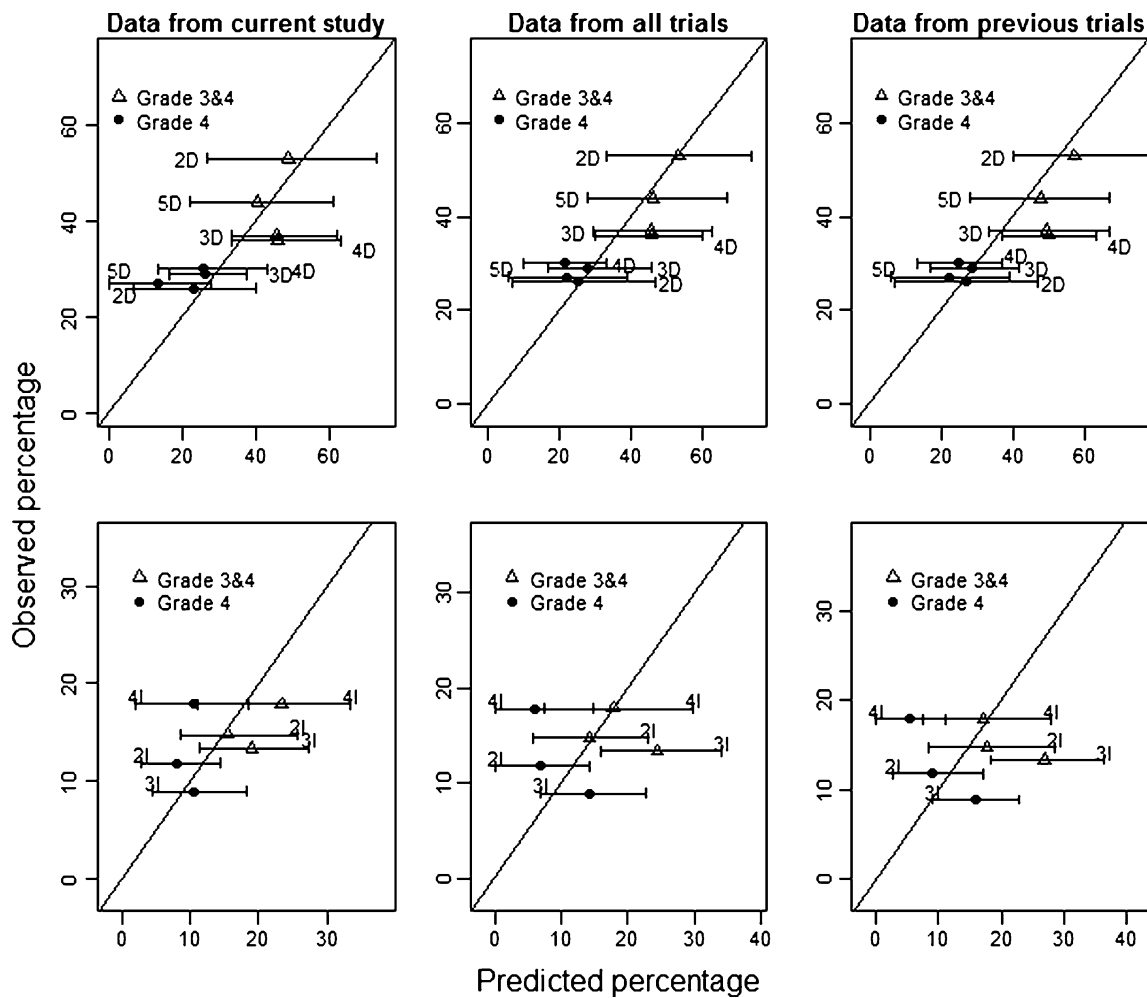 Data from current study
Data from all trials
Data from previous trials
Observed percentage
Grade 3&4
Grade 4
2D
5D
3D
4D
5D
3D
4D
2D
0 20 40 60
0 20 40 60
Grade 3&4
Grade 4
2D
5D
3D
4D
4D
5D
3D
2D
0 20 40 60
0 20 40 60
Grade 3&4
Grade 4
2D
5D
3D
4D
4D
5D
3D
2D
0 20 40 60
0 20 40 60
Grade 3&4
Grade 4
4I
4I
2I
3I
2I
3I
0 10 20 30
0 10 20 30
Grade 3&4
Grade 4
4I
4I
2I
3I
2I
3I
0 10 20 30
0 10 20 30 40
Grade 3&4
Grade 4
4I
4I
2I
3I
2I
3I
0 10 20 30
0 10 20 30 40
Predicted percentage